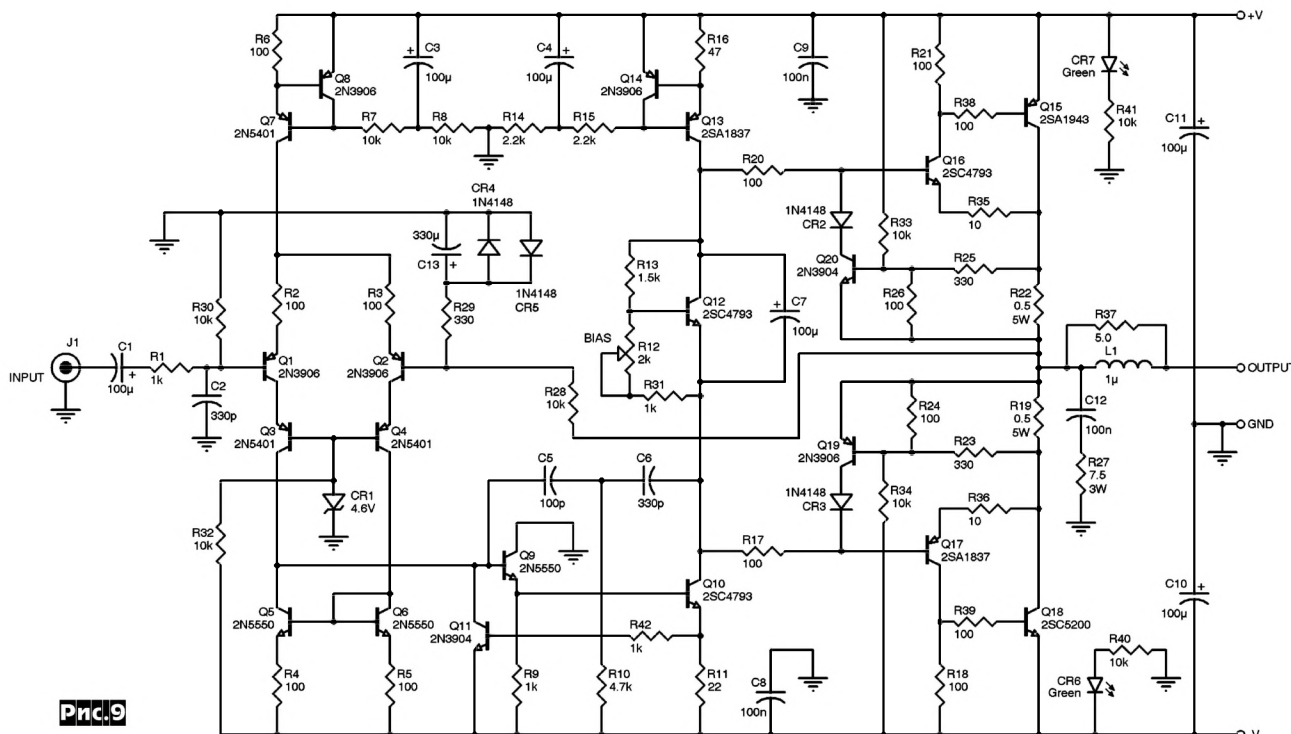 +V
R6
100
Q8
2N3906
C3
100µ
C4
100µ
Q14
2N3906
R16
47
C9
100n
R21
100
CR7
Green
Q7
2N5401
R7
10k
R8
10k
R14
2.2k
R15
2.2k
Q13
2SA1837
R38
100
Q15
2SA1943
R41
10k
C11
100µ
R20
100
Q16
2SC4793
CR4
1N4148
330µ
C13
1N4148
CR5
1N4148
CR2
R33
10k
R35
10
R30
10k
R2
100
R3
100
R29
330
R13
1.5k
Q12
2SC4793
C7
100µ
Q20
2N3904
R26
100
R25
330
R22
0.5
5W
R37
5.0
L1
1µ
J1
INPUT
C1
100µ
R1
1k
C2
330p
Q1
2N3906
Q2
2N3906
BIAS
R12
2k
R28
10k
R31
1k
OUTPUT
Q3
2N5401
Q4
2N5401
R24
100
R19
0.5
5W
C12
100n
GND
Q19
2N3906
R23
330
R27
7.5
3W
CR1
4.6V
C5
100p
C6
330p
1N4148
CR3
R34
10k
R36
10
R32
10k
Q9
2N5550
R17
100
Q17
2SA1837
Q10
2SC4793
Q5
2N5550
Q6
2N5550
Q11
2N3904
R42
1k
R39
100
Q18
2SC5200
C10
100µ
R4
100
R5
100
R9
1k
R10
4.7k
R11
22
C8
100n
R18
100
CR6
Green
R40
10k
Рис.9
-V